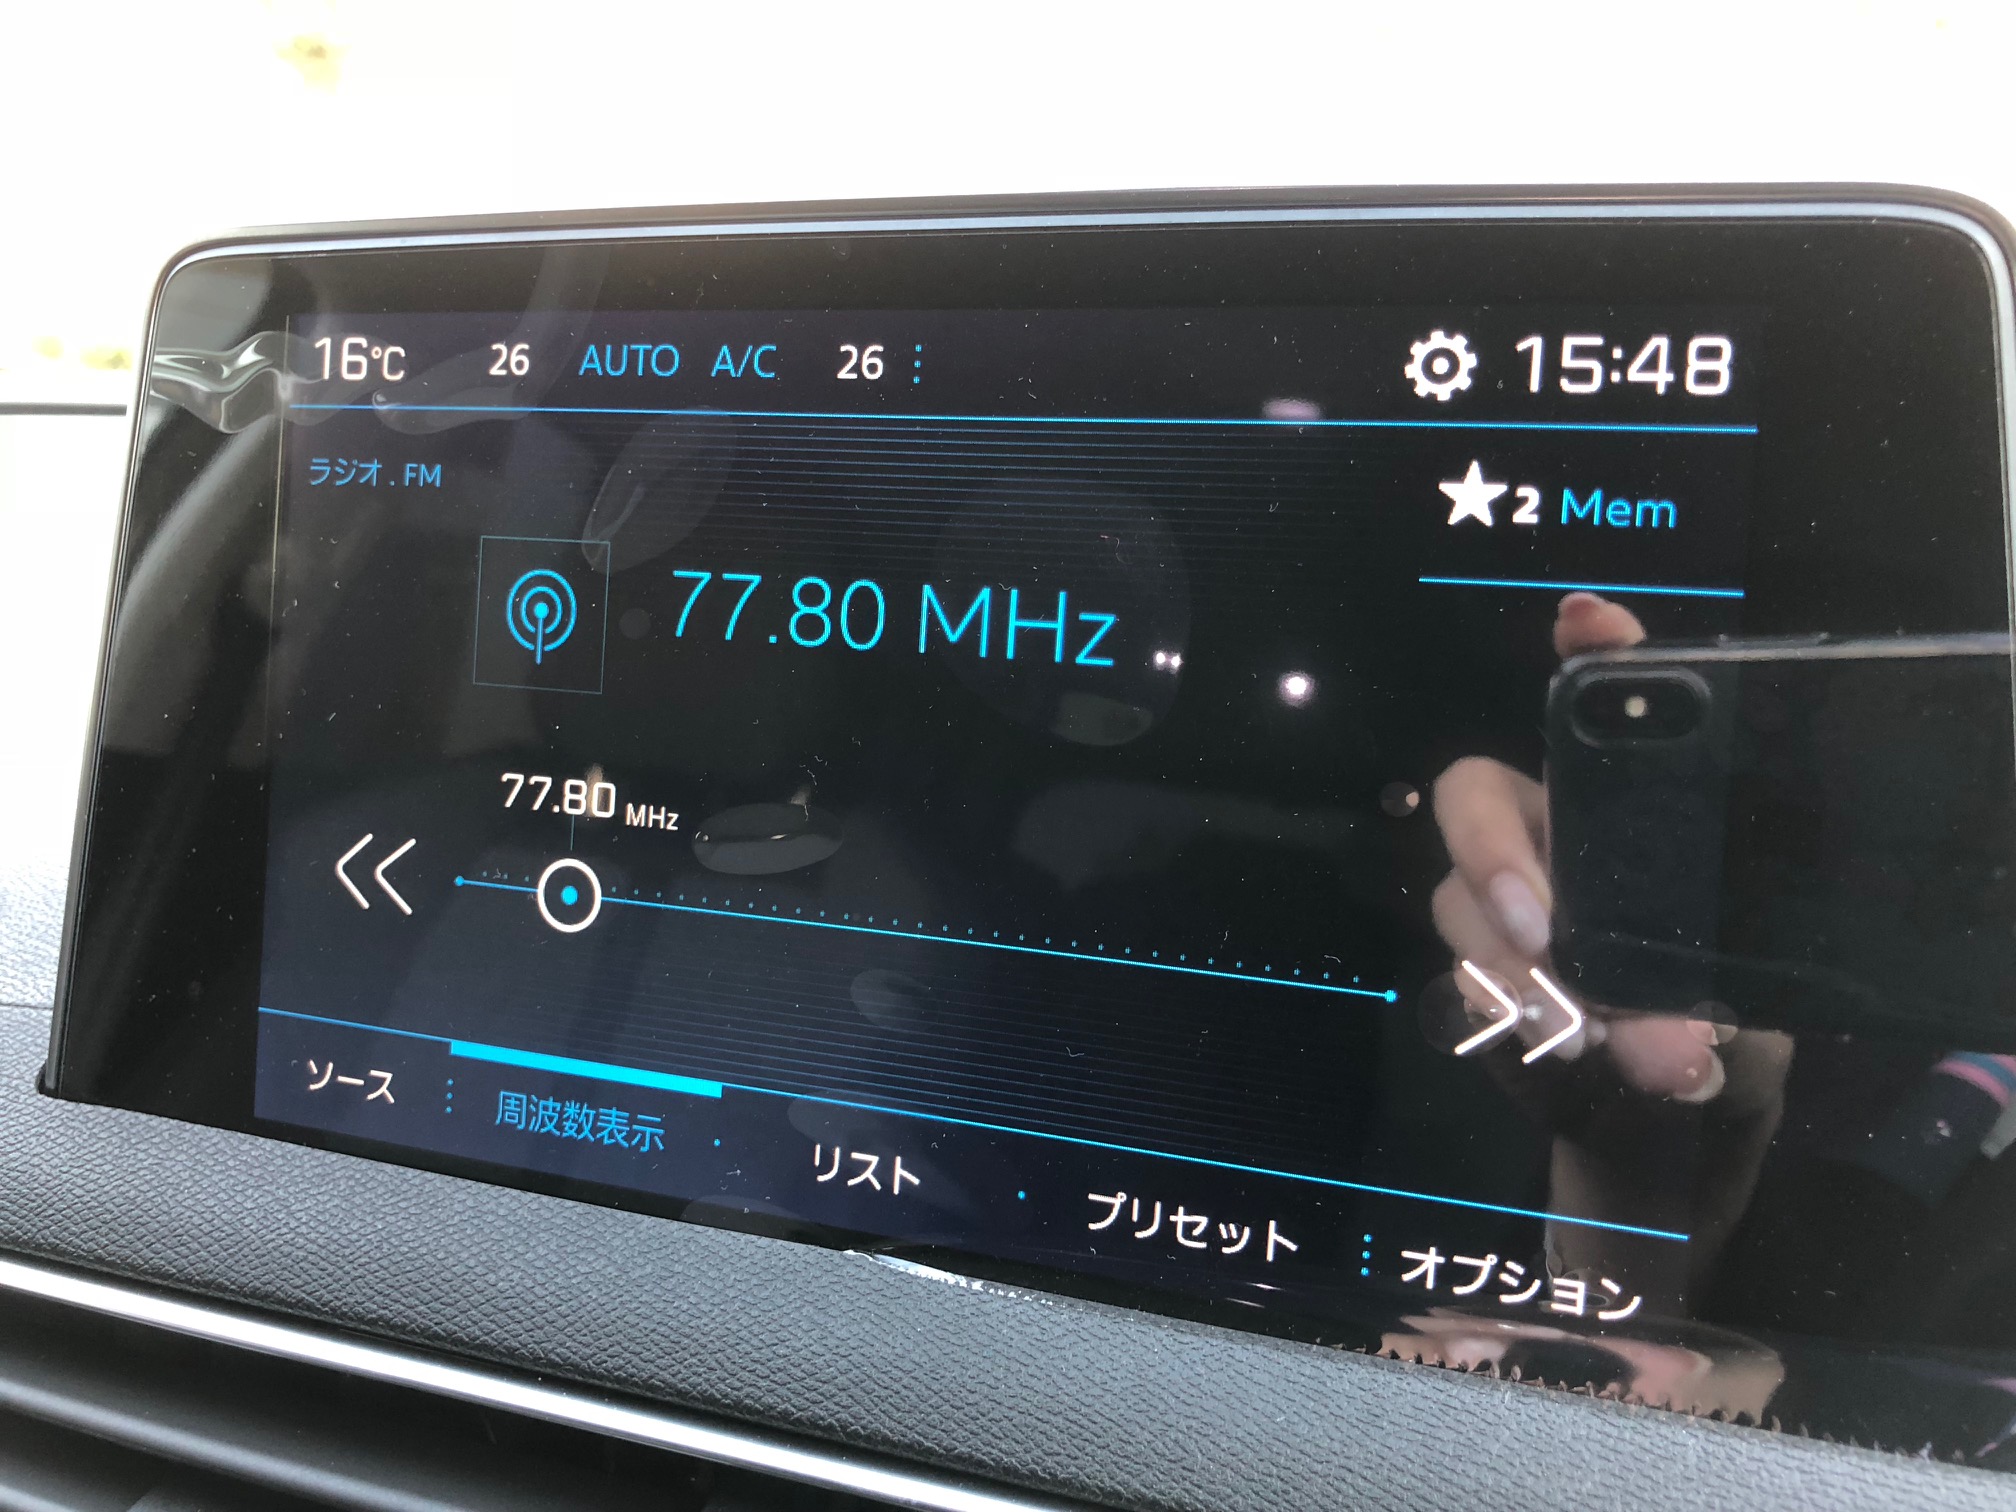 16°C 26 AUTO A/C 26 15:48
ラジオ . FM
2 Mem
77.80 MHz
77.80 MHz
ソース 周波数表示 リスト プリセット オプション